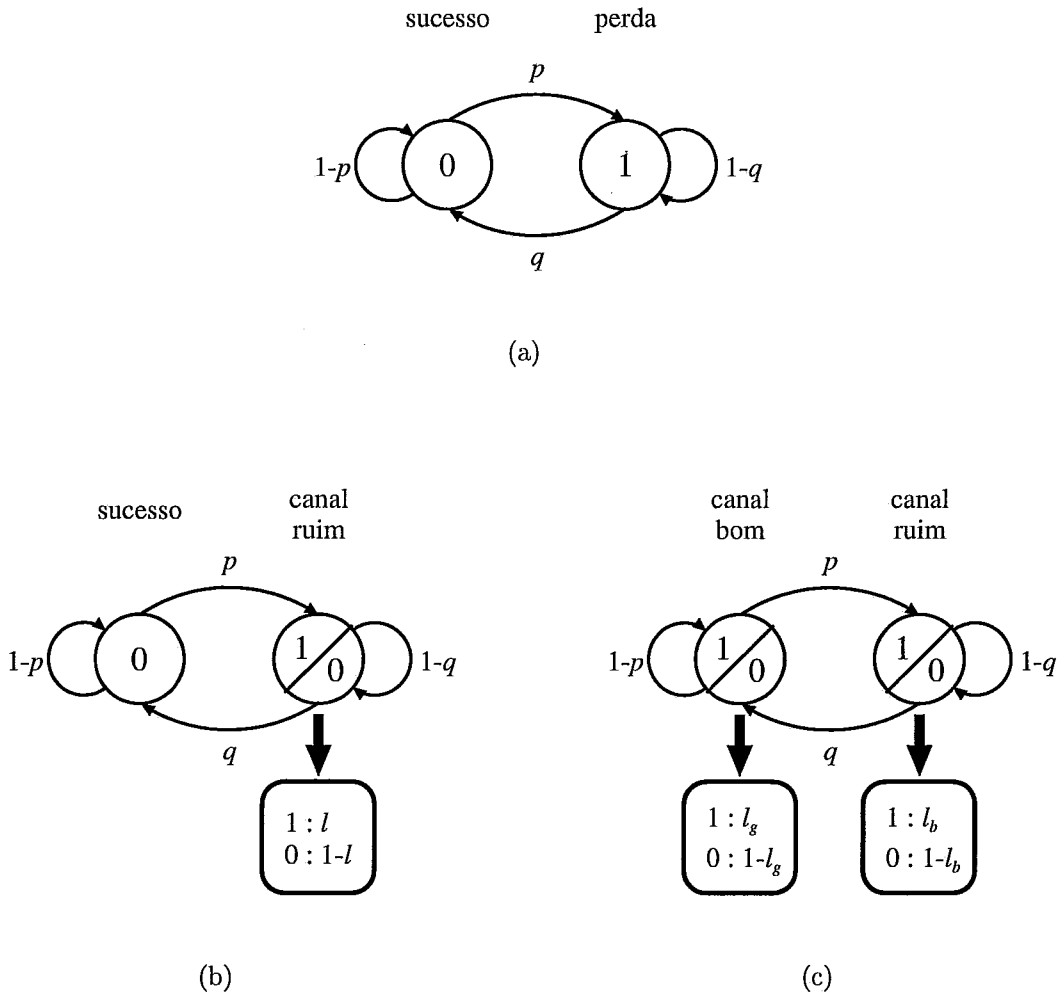 sucesso
perda
p
1-p
0
1
1-q
q
(a)
sucesso
canal
ruim
p
1-p
0
1
0
1-q
q
1 : l
0 : 1-l
(b)
canal
bom
canal
ruim
p
1-p
1
0
1
0
1-q
q
1 : l_g
0 : 1-l_g
1 : l_b
0 : 1-l_b
(c)